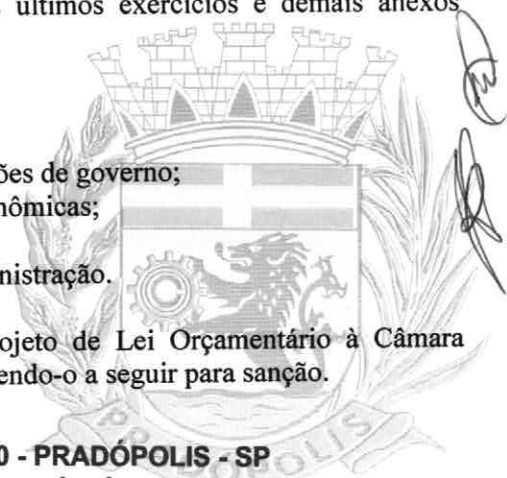 últimos exercícios e demais anexos
ões de governo;
nômicas;
nistração.
ojeto de Lei Orçamentário à Câmara
endo-o a seguir para sanção.
0 - PRADÓPOLIS - SP
PRADÓPOLIS